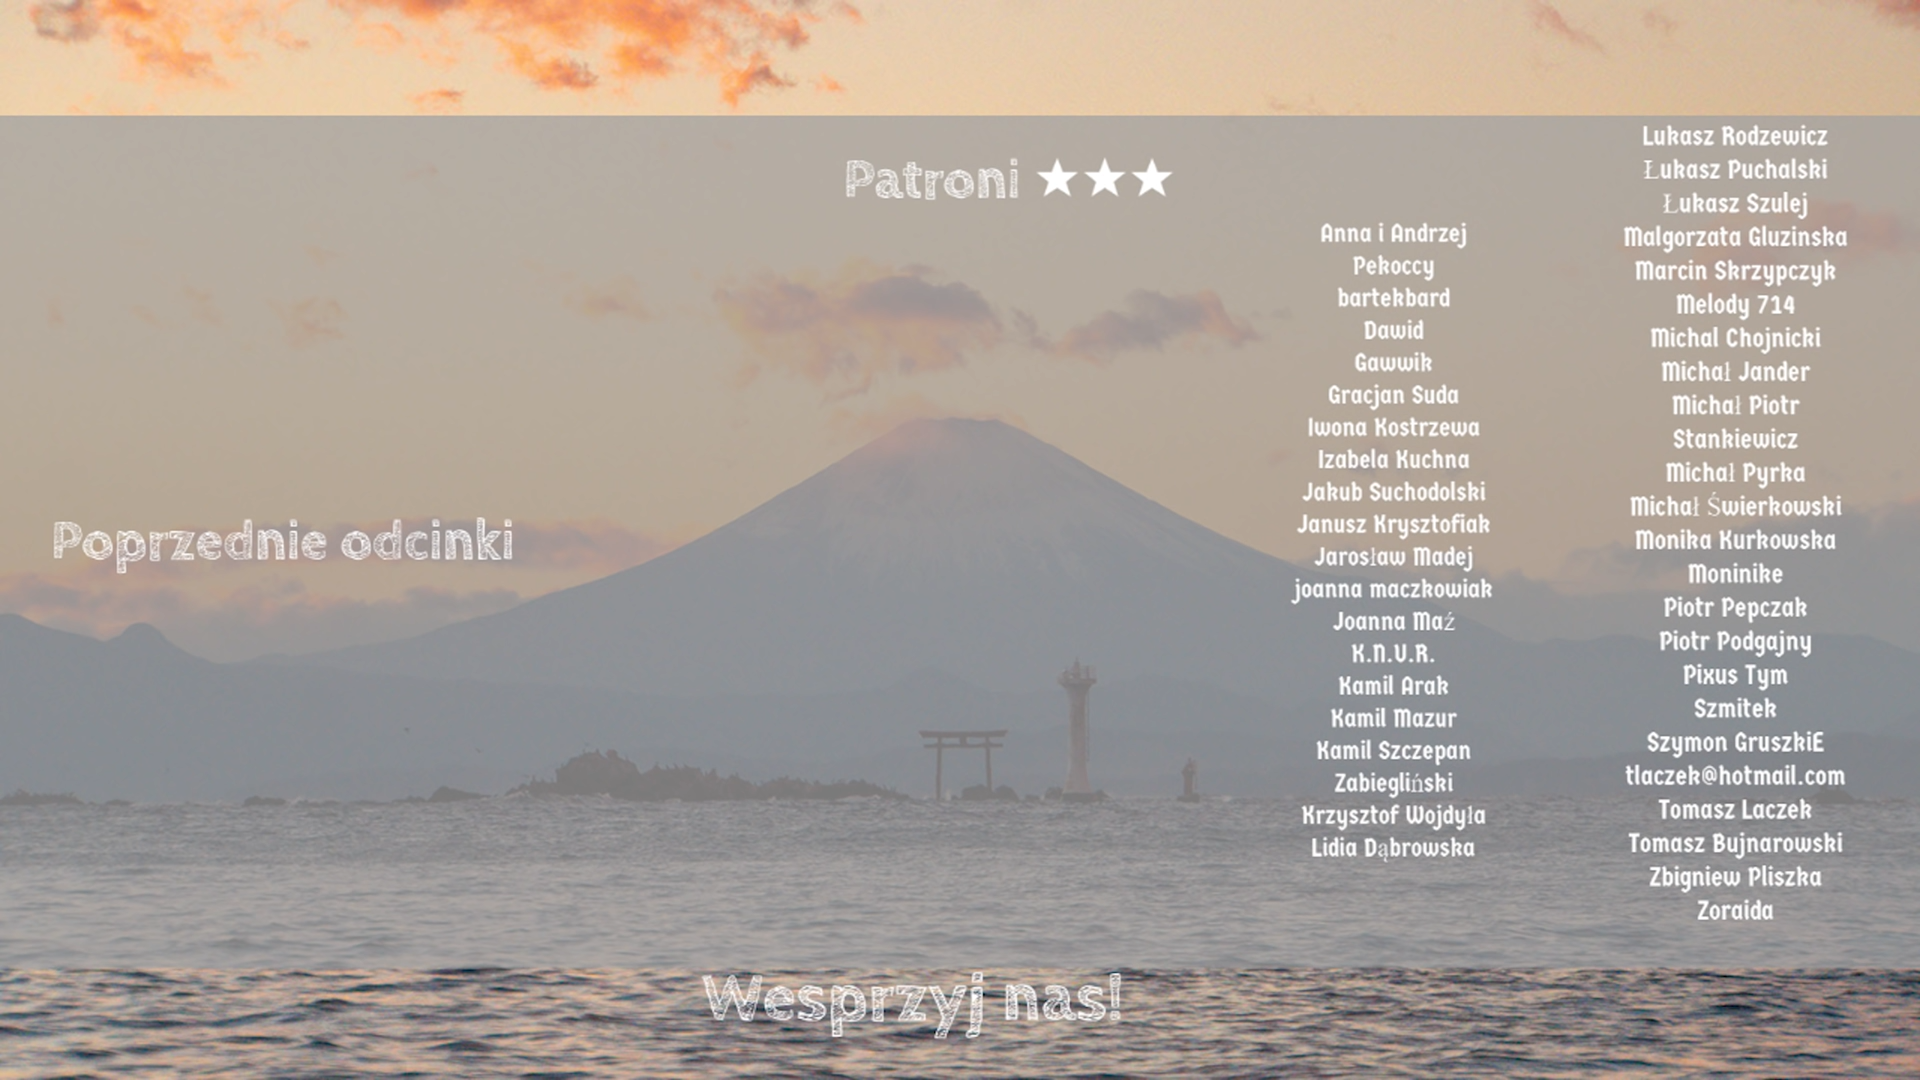 Patroni ★★★
Poprzednie odcinki
Anna i Andrzej
Pekoccy
bartekbard
Dawid
Gawwik
Gracjan Suda
Iwona Kostrzewa
Izabela Kuchna
Jakub Suchodolski
Janusz Krysztofiak
Jarosław Madej
joanna maczkowiak
Joanna Maź
K.N.U.R.
Kamil Arak
Kamil Mazur
Kamil Szczepan
Zabiegliński
Krzysztof Wojdyła
Lidia Dąbrowska
Lukasz Rodzewicz
Łukasz Puchalski
Łukasz Szulej
Malgorzata Gluzinska
Marcin Skrzypczyk
Melody 714
Michal Chojnicki
Michał Jander
Michał Piotr
Stankiewicz
Michał Pyrka
Michał Świerkowski
Monika Kurkowska
Moninike
Piotr Pepczak
Piotr Podgajny
Pixus Tym
Szmitek
Szymon GruszkiE
tlaczek@hotmail.com
Tomasz Laczek
Tomasz Bujnarowski
Zbigniew Pliszka
Zoraida
Wesprzyj nas!